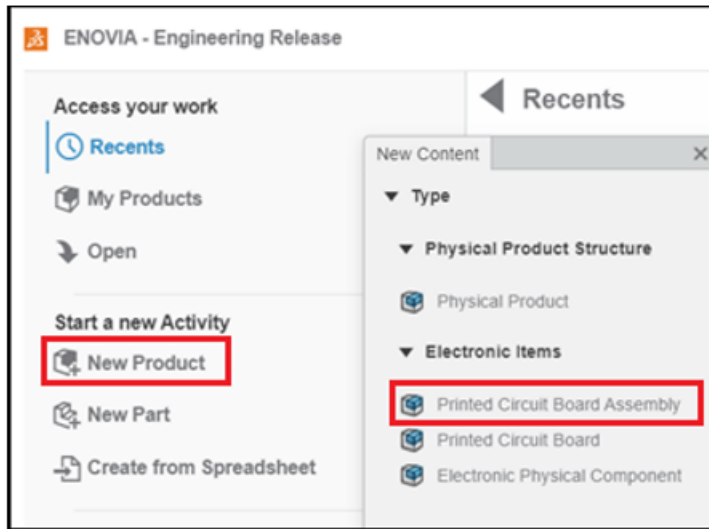 ENOVIA - Engineering Release
Access your work
Recents
My Products
Open
Start a new Activity
New Product
New Part
Create from Spreadsheet
Recents
New Content
Type
Physical Product Structure
Physical Product
Electronic Items
Printed Circuit Board Assembly
Printed Circuit Board
Electronic Physical Component